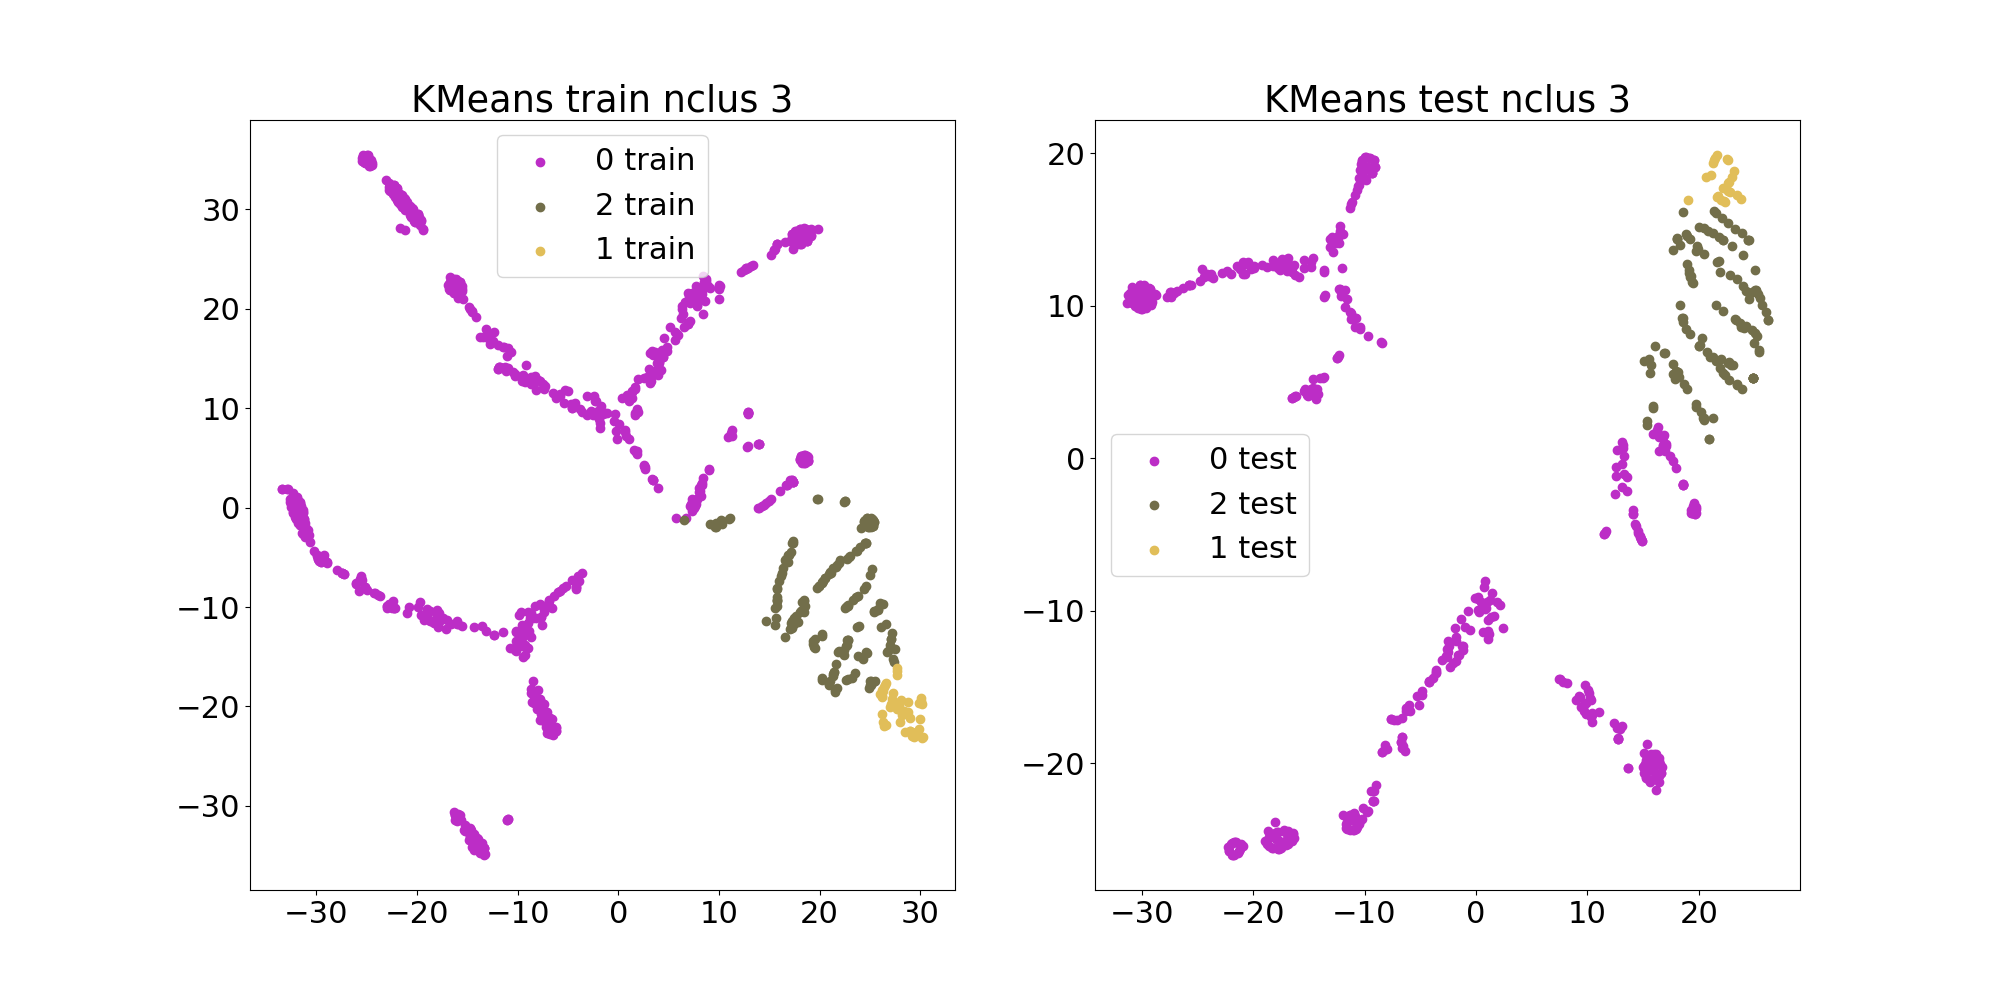 KMeans train nclus 3
0 train
2 train
1 train
30
20
10
0
−10
−20
−30
−30 −20 −10 0 10 20 30
KMeans test nclus 3
20
10
0
−10
−20
0 test
2 test
1 test
−30 −20 −10 0 10 20